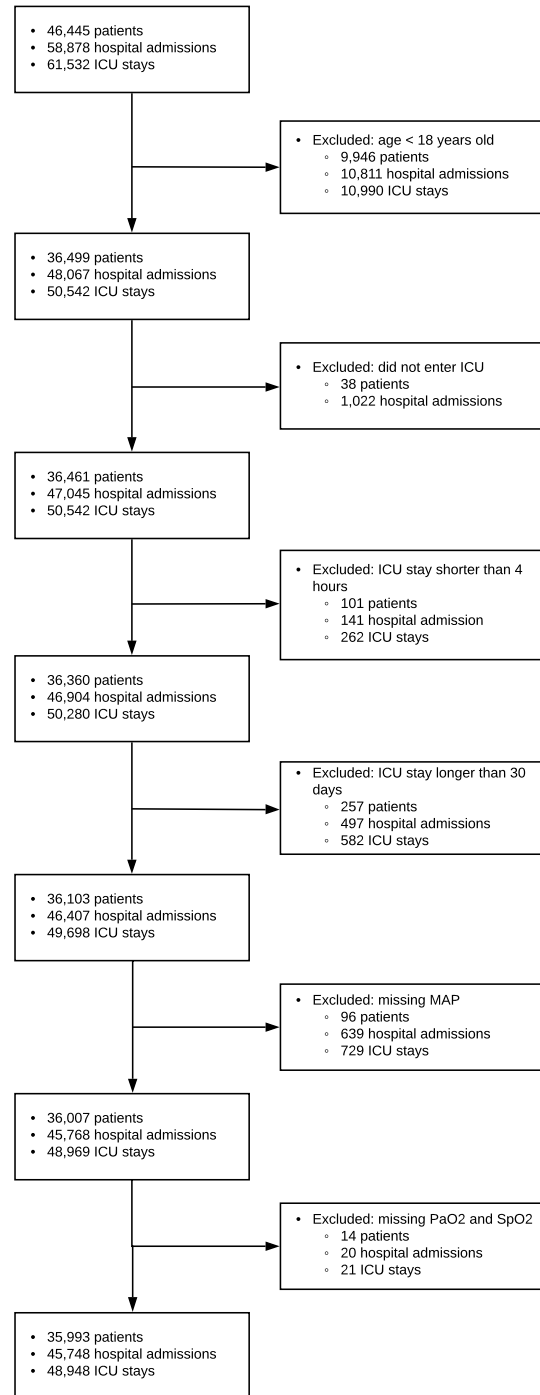 • 46,445 patients
• 58,878 hospital admissions
• 61,532 ICU stays
• Excluded: age < 18 years old
◦ 9,946 patients
◦ 10,811 hospital admissions
◦ 10,990 ICU stays
• 36,499 patients
• 48,067 hospital admissions
• 50,542 ICU stays
• Excluded: did not enter ICU
◦ 38 patients
◦ 1,022 hospital admissions
• 36,461 patients
• 47,045 hospital admissions
• 50,542 ICU stays
• Excluded: ICU stay shorter than 4
hours
◦ 101 patients
◦ 141 hospital admission
◦ 262 ICU stays
• 36,360 patients
• 46,904 hospital admissions
• 50,280 ICU stays
• Excluded: ICU stay longer than 30
days
◦ 257 patients
◦ 497 hospital admissions
◦ 582 ICU stays
• 36,103 patients
• 46,407 hospital admissions
• 49,698 ICU stays
• Excluded: missing MAP
◦ 96 patients
◦ 639 hospital admissions
◦ 729 ICU stays
• 36,007 patients
• 45,768 hospital admissions
• 48,969 ICU stays
• Excluded: missing PaO2 and SpO2
◦ 14 patients
◦ 20 hospital admissions
◦ 21 ICU stays
• 35,993 patients
• 45,748 hospital admissions
• 48,948 ICU stays